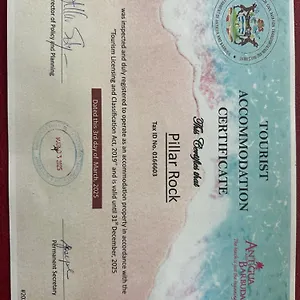 ANTIGUA
BARBUDA
TOURIST
ACCOMMODATION
CERTIFICATE
This Certifies that
Pillar Rock
Tax ID No. 0166603
was inspected and duly registered to operate as an accommodation property in accordance with the
"Tourism Licensing and Classification Act, 2019" and is valid until 31st December, 2025
Dated this 3rd day of March, 2025
Director of Policy and Planning
Permanent Secretary